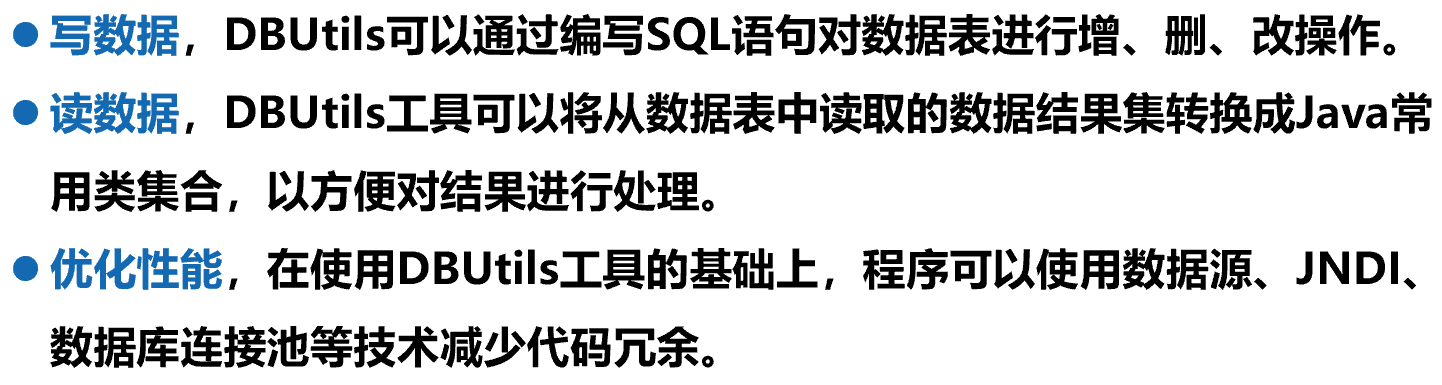 ● 写数据，DBUtils可以通过编写SQL语句对数据表进行增、删、改操作。
● 读数据，DBUtils工具可以将从数据表中读取的数据结果集转换成Java常
用类集合，以方便对结果进行处理。
● 优化性能，在使用DBUtils工具的基础上，程序可以使用数据源、JNDI、
数据库连接池等技术减少代码冗余。